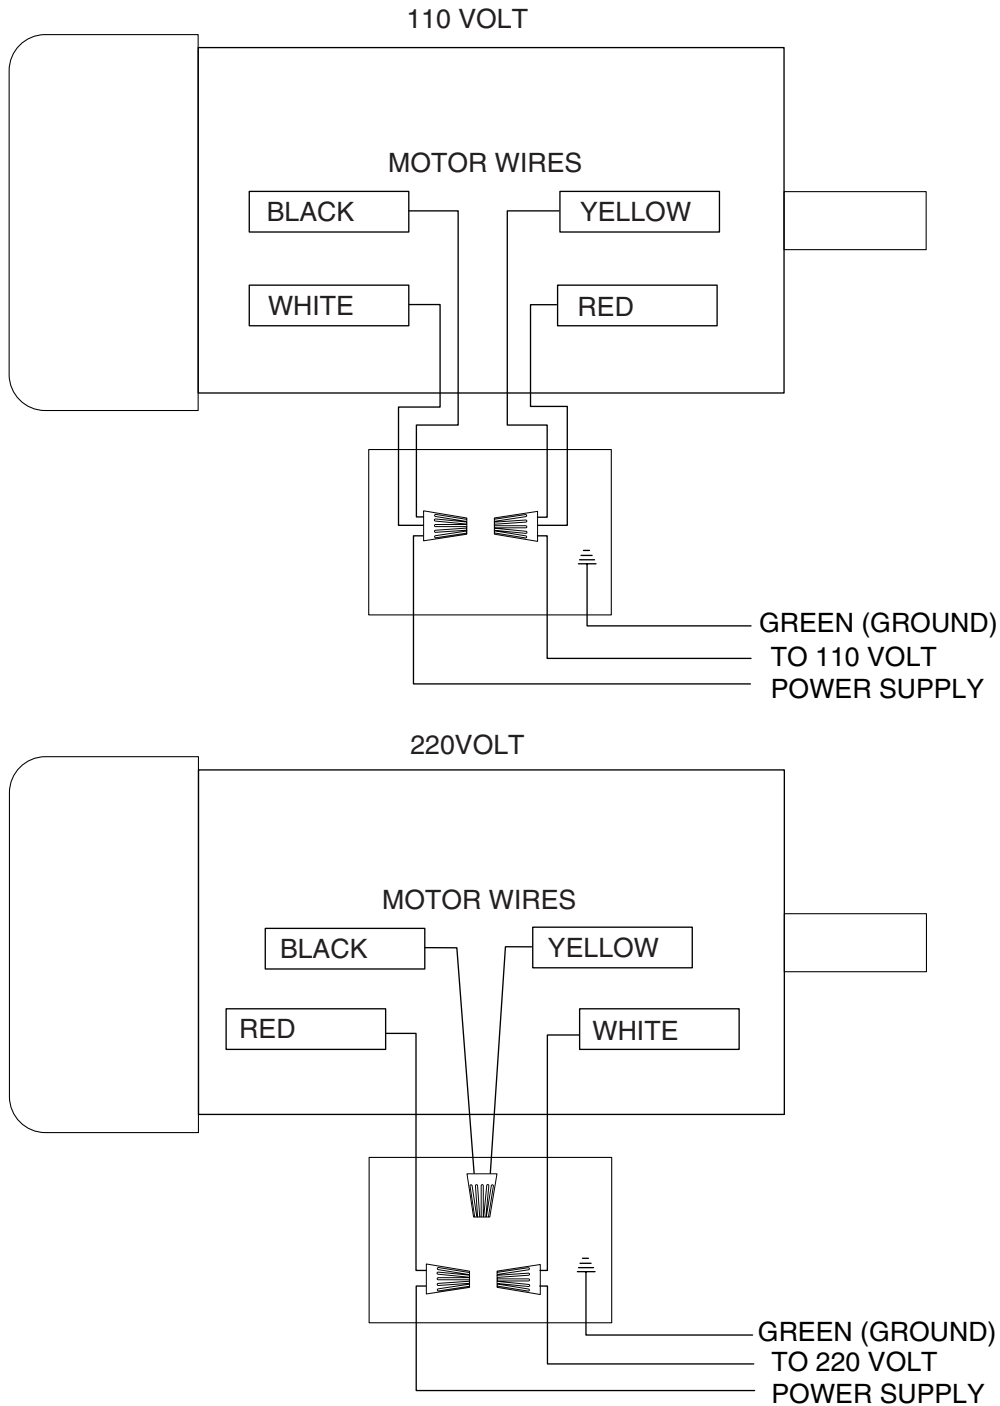 110 VOLT
MOTOR WIRES
BLACK
YELLOW
WHITE
RED
GREEN (GROUND)
TO 110 VOLT
POWER SUPPLY
220VOLT
MOTOR WIRES
BLACK
YELLOW
RED
WHITE
GREEN (GROUND)
TO 220 VOLT
POWER SUPPLY